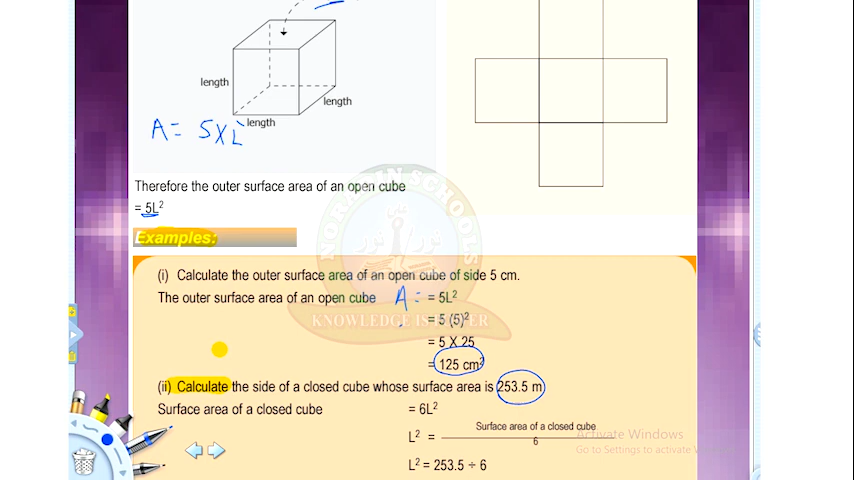 length
length
length
A = 5 X L
Therefore the outer surface area of an open cube
= 5L²
Examples:
NORAIDIN SCHOOLS
(i) Calculate the outer surface area of an open cube of side 5 cm.
The outer surface area of an open cube A = = 5L²
= 5 (5)²
KNOWLEDGE IS POWER
= 5 X 25
= 125 cm²
(ii) Calculate the side of a closed cube whose surface area is 253.5 m
Surface area of a closed cube = 6L²
L² = Surface area of a closed cube
6
L² = 253.5 ÷ 6
Activate Windows
Go to Settings to activate